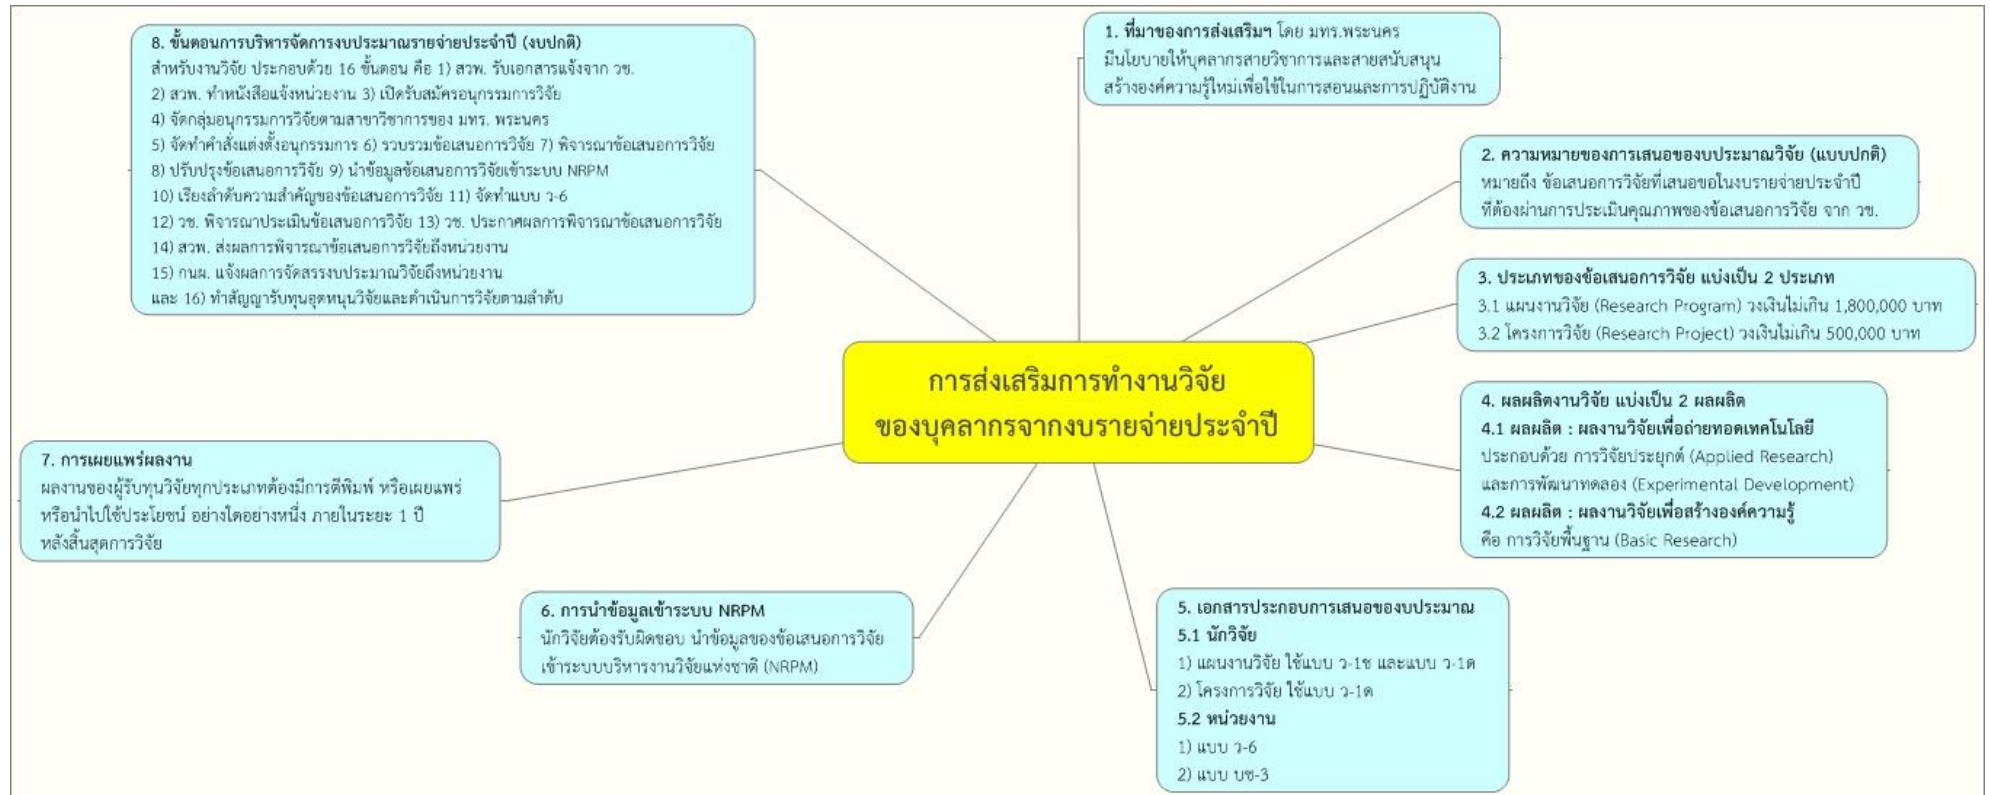 การส่งเสริมการทำงานวิจัย
ของบุคลากรจากงบรายจ่ายประจำปี
1. ที่มาของการส่งเสริมฯ โดย มทร.พระนคร
มีนโยบายให้บุคลากรสายวิชาการและสายสนับสนุน
สร้างองค์ความรู้ใหม่เพื่อใช้ในการสอนและการปฏิบัติงาน
2. ความหมายของการเสนอของบประมาณวิจัย (แบบปกติ)
หมายถึง ข้อเสนอการวิจัยที่เสนอขอในงบรายจ่ายประจำปี
ที่ต้องผ่านการประเมินคุณภาพของข้อเสนอการวิจัย จาก วช.
3. ประเภทของข้อเสนอการวิจัย แบ่งเป็น 2 ประเภท
3.1 แผนงานวิจัย (Research Program) วงเงินไม่เกิน 1,800,000 บาท
3.2 โครงการวิจัย (Research Project) วงเงินไม่เกิน 500,000 บาท
4. ผลผลิตงานวิจัย แบ่งเป็น 2 ผลผลิต
4.1 ผลผลิต : ผลงานวิจัยเพื่อถ่ายทอดเทคโนโลยี
ประกอบด้วย การวิจัยประยุกต์ (Applied Research)
และการพัฒนาทดลอง (Experimental Development)
4.2 ผลผลิต : ผลงานวิจัยเพื่อสร้างองค์ความรู้
คือ การวิจัยพื้นฐาน (Basic Research)
5. เอกสารประกอบการเสนอของบประมาณ
5.1 นักวิจัย
1) แผนงานวิจัย ใช้แบบ ว-1ช และแบบ ว-1ด
2) โครงการวิจัย ใช้แบบ ว-1ด
5.2 หน่วยงาน
1) แบบ ว-6
2) แบบ บช-3
6. การนำข้อมูลเข้าระบบ NRPM
นักวิจัยต้องรับผิดชอบ นำข้อมูลของข้อเสนอการวิจัย
เข้าระบบบริหารงานวิจัยแห่งชาติ (NRPM)
7. การเผยแพร่ผลงาน
ผลงานของผู้รับทุนวิจัยทุกประเภทต้องมีการตีพิมพ์ หรือเผยแพร่
หรือนำไปใช้ประโยชน์ อย่างใดอย่างหนึ่ง ภายในระยะ 1 ปี
หลังสิ้นสุดการวิจัย
8. ขั้นตอนการบริหารจัดการงบประมาณรายจ่ายประจำปี (งบปกติ)
สำหรับงานวิจัย ประกอบด้วย 16 ขั้นตอน คือ 1) สวพ. รับเอกสารแจ้งจาก วช.
2) สวพ. ทำหนังสือแจ้งหน่วยงาน 3) เปิดรับสมัครอนุกรรมการวิจัย
4) จัดกลุ่มอนุกรรมการวิจัยตามสาขาวิชาการของ มทร. พระนคร
5) จัดทำคำสั่งแต่งตั้งอนุกรรมการ 6) รวบรวมข้อเสนอการวิจัย 7) พิจารณาข้อเสนอการวิจัย
8) ปรับปรุงข้อเสนอการวิจัย 9) นำข้อมูลข้อเสนอการวิจัยเข้าระบบ NRPM
10) เรียงลำดับความสำคัญของข้อเสนอการวิจัย 11) จัดทำแบบ ว-6
12) วช. พิจารณาประเมินข้อเสนอการวิจัย 13) วช. ประกาศผลการพิจารณาข้อเสนอการวิจัย
14) สวพ. ส่งผลการพิจารณาข้อเสนอการวิจัยถึงหน่วยงาน
15) กนผ. แจ้งผลการจัดสรรงบประมาณวิจัยถึงหน่วยงาน
และ 16) ทำสัญญารับทุนอุดหนุนวิจัยและดำเนินการวิจัยตามลำดับ